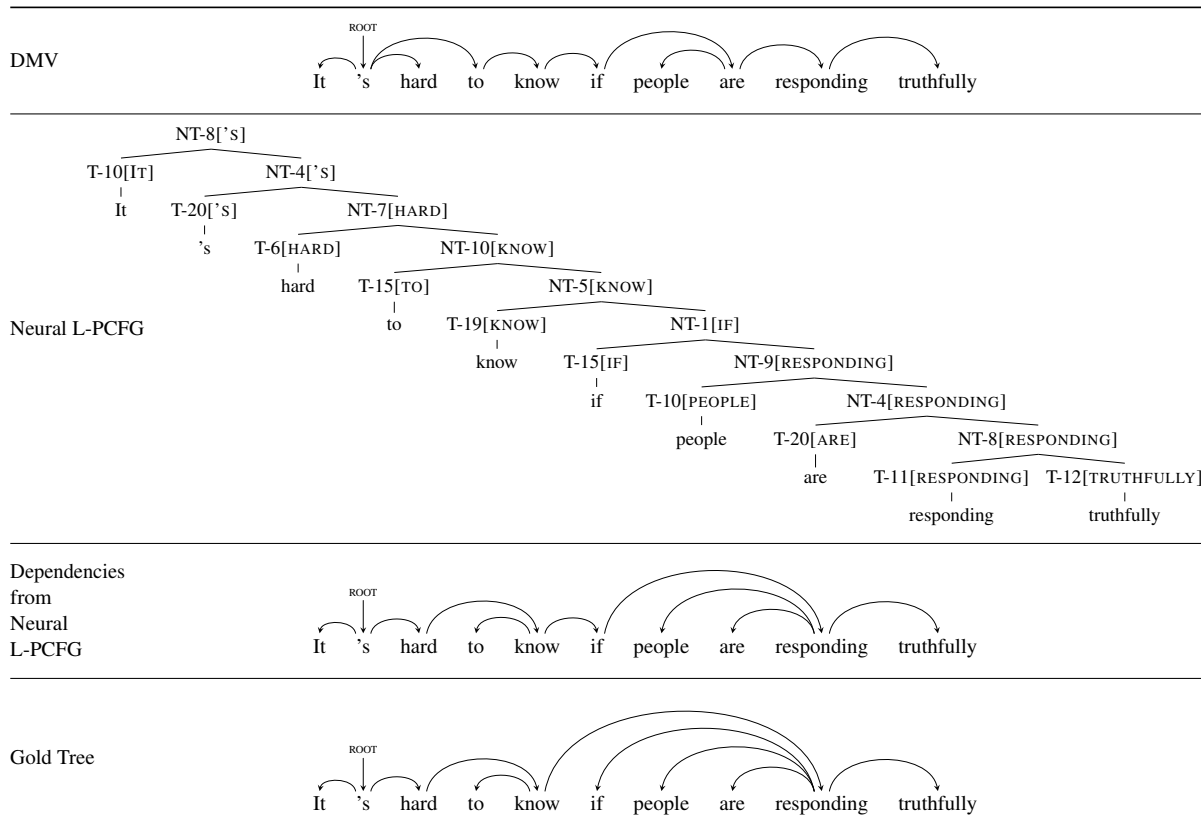 ROOT
DMV
It 's hard to know if people are responding truthfully
NT-8['S]
T-10[IT] NT-4['S]
It T-20['S] NT-7[HARD]
's T-6[HARD] NT-10[KNOW]
hard T-15[TO] NT-5[KNOW]
Neural L-PCFG to T-19[KNOW] NT-1[IF]
know T-15[IF] NT-9[RESPONDING]
if T-10[PEOPLE] NT-4[RESPONDING]
people T-20[ARE] NT-8[RESPONDING]
are T-11[RESPONDING] T-12[TRUTHFULLY]
responding truthfully
Dependencies
from
Neural
L-PCFG
ROOT
It 's hard to know if people are responding truthfully
Gold Tree
ROOT
It 's hard to know if people are responding truthfully